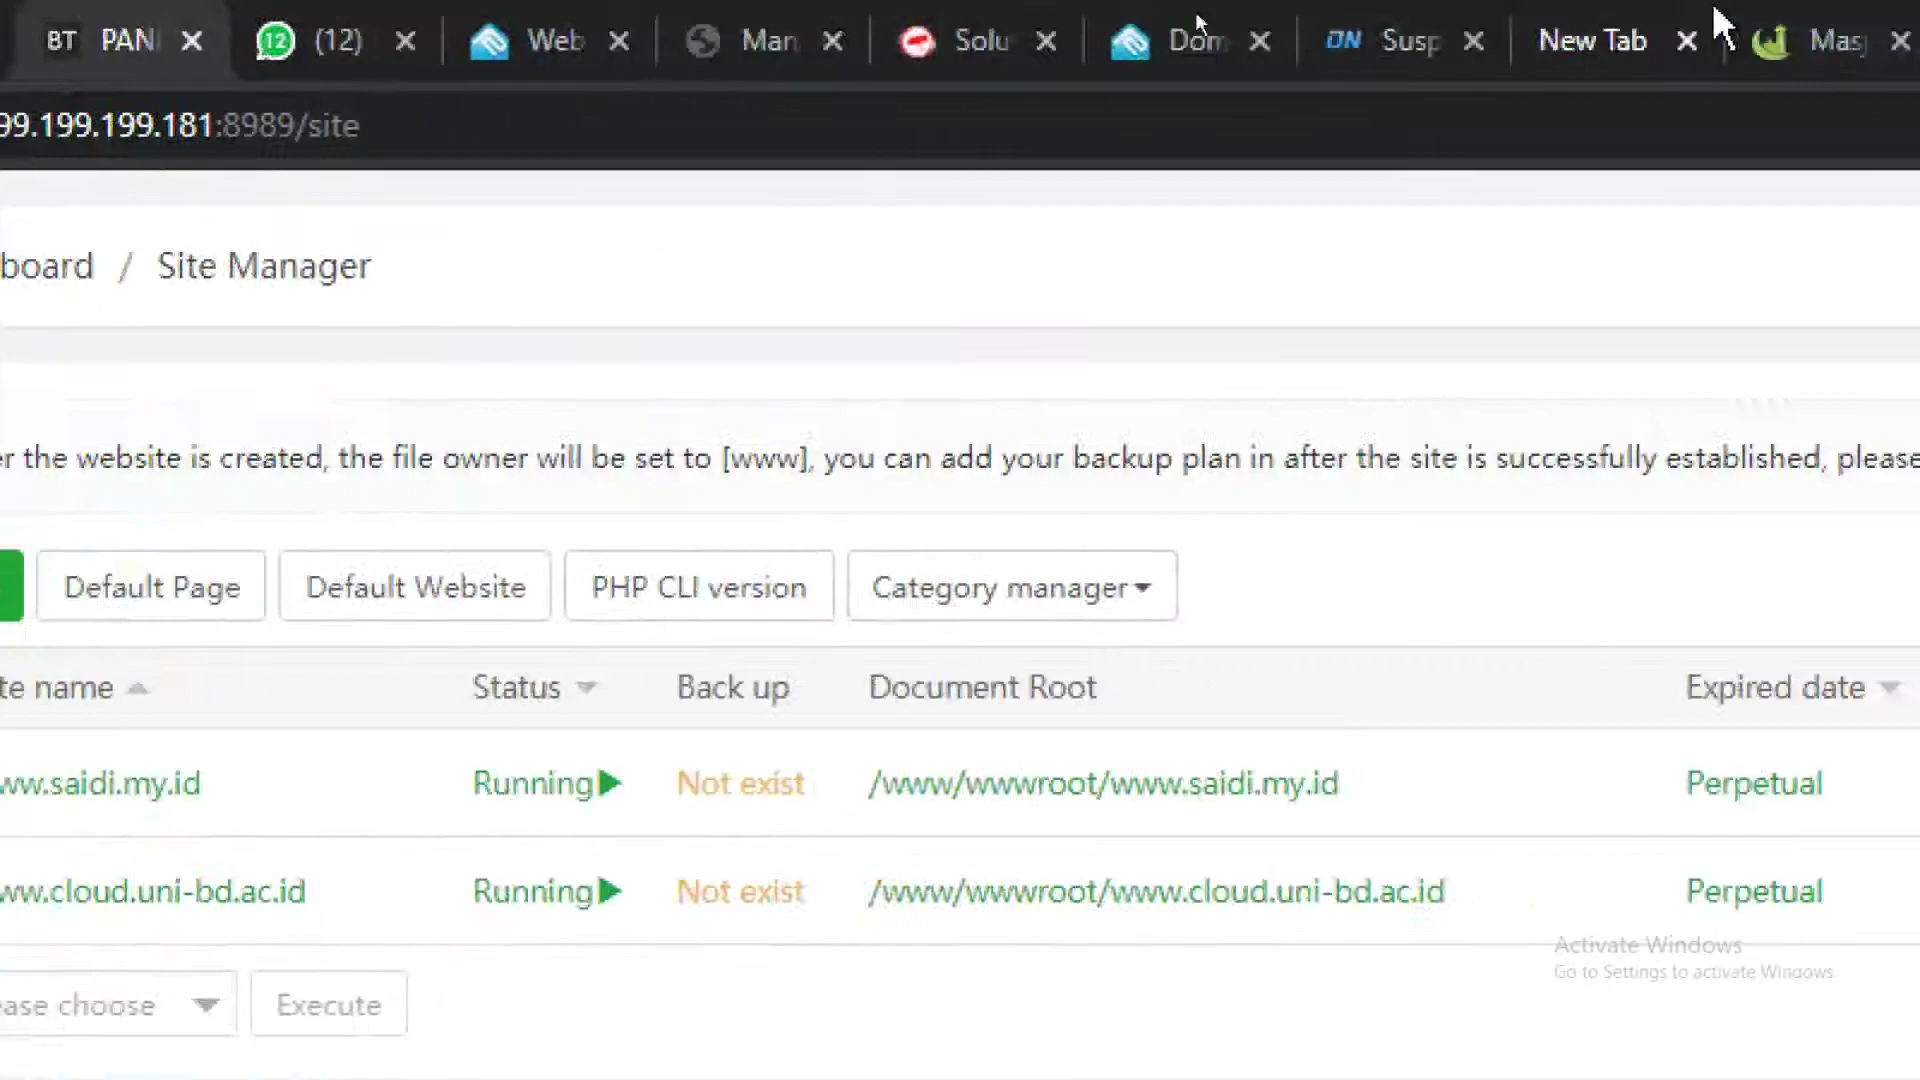 BT PAN
12 (12)
Web
Man
Solu
Dom
DN Susp
New Tab
Mas
99.199.199.181:8989/site
board / Site Manager
er the website is created, the file owner will be set to [www], you can add your backup plan in after the site is successfully established, please
Default Page Default Website PHP CLI version Category manager
te name Status Back up Document Root Expired date
ww.saidi.my.id Running Not exist /www/wwwroot/www.saidi.my.id Perpetual
ww.cloud.uni-bd.ac.id Running Not exist /www/wwwroot/www.cloud.uni-bd.ac.id Perpetual
Activate Windows
Go to Settings to activate Windows.
ease choose Execute